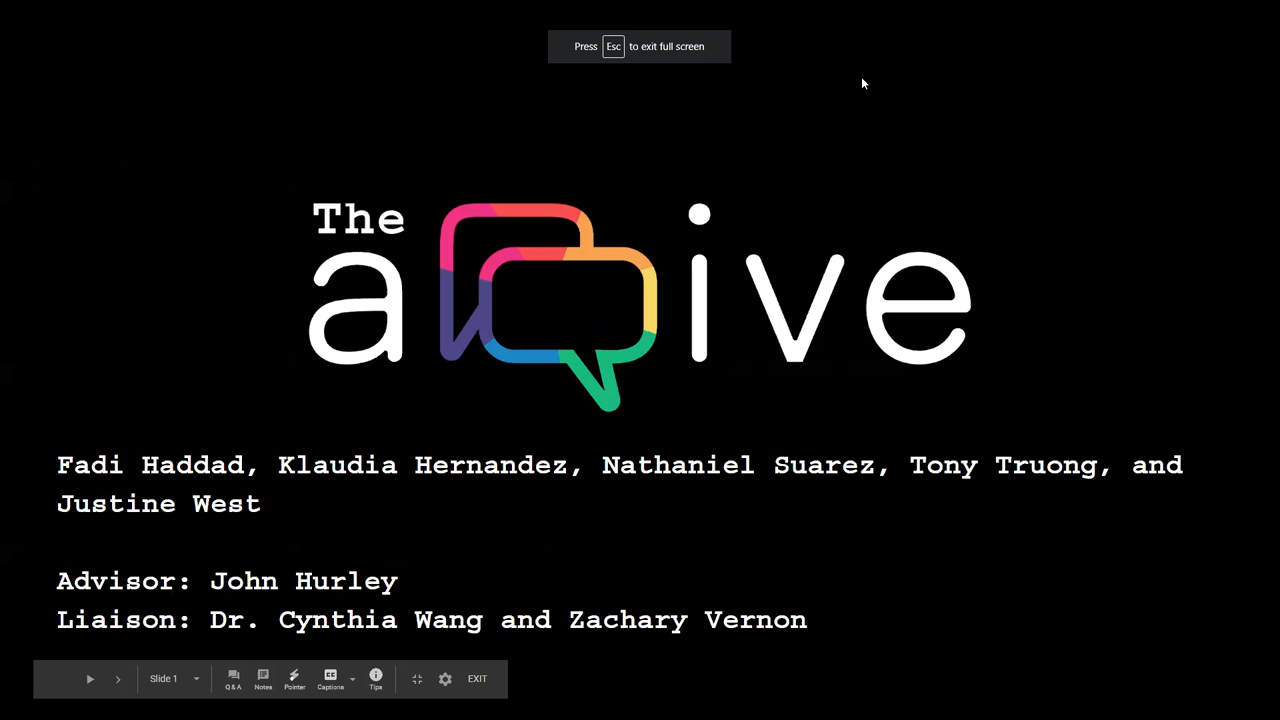 Press Esc to exit full screen
The
a ive
Fadi Haddad, Klaudia Hernandez, Nathaniel Suarez, Tony Truong, and
Justine West
Advisor: John Hurley
Liaison: Dr. Cynthia Wang and Zachary Vernon
Slide 1 Q & A Notes Pointer CC Captions Tips EXIT